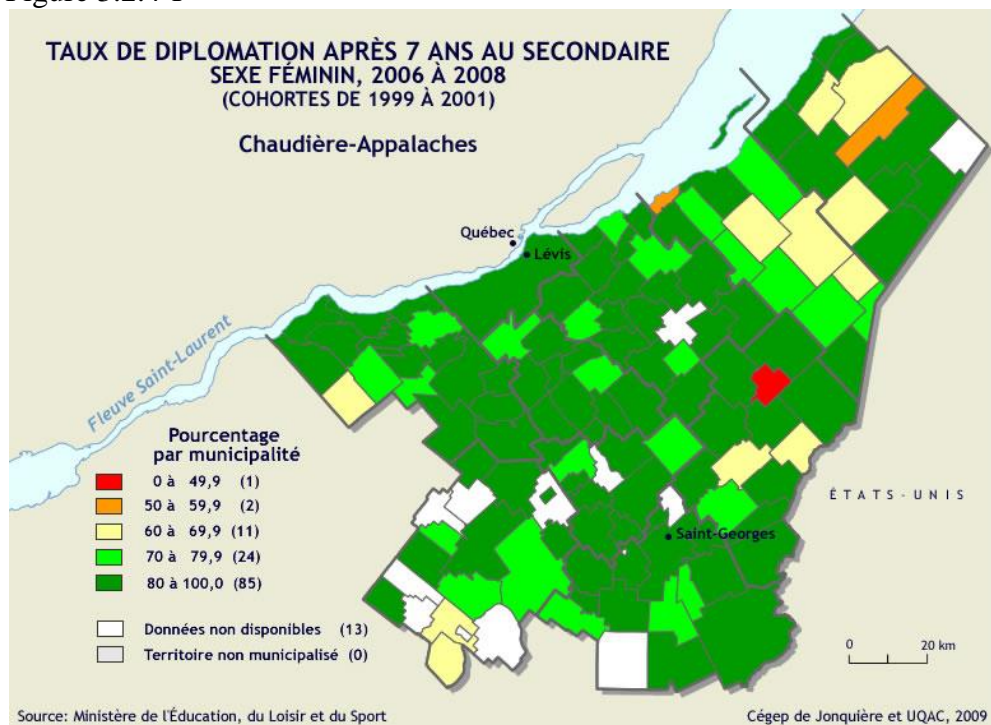 TAUX DE DIPLOMATION APRÈS 7 ANS AU SECONDAIRE
SEXE FÉMININ, 2006 À 2008
(COHORTES DE 1999 À 2001)
Chaudière-Appalaches
Québec
Lévis
Fleuve Saint-Laurent
Pourcentage
par municipalité
0 à 49,9 (1)
50 à 59,9 (2)
60 à 69,9 (11)
70 à 79,9 (24)
80 à 100,0 (85)
Données non disponibles (13)
Territoire non municipalisé (0)
ÉTATS-UNIS
Saint-Georges
0 20 km
Source: Ministère de l'Éducation, du Loisir et du Sport
Cégep de Jonquière et UQAC, 2009